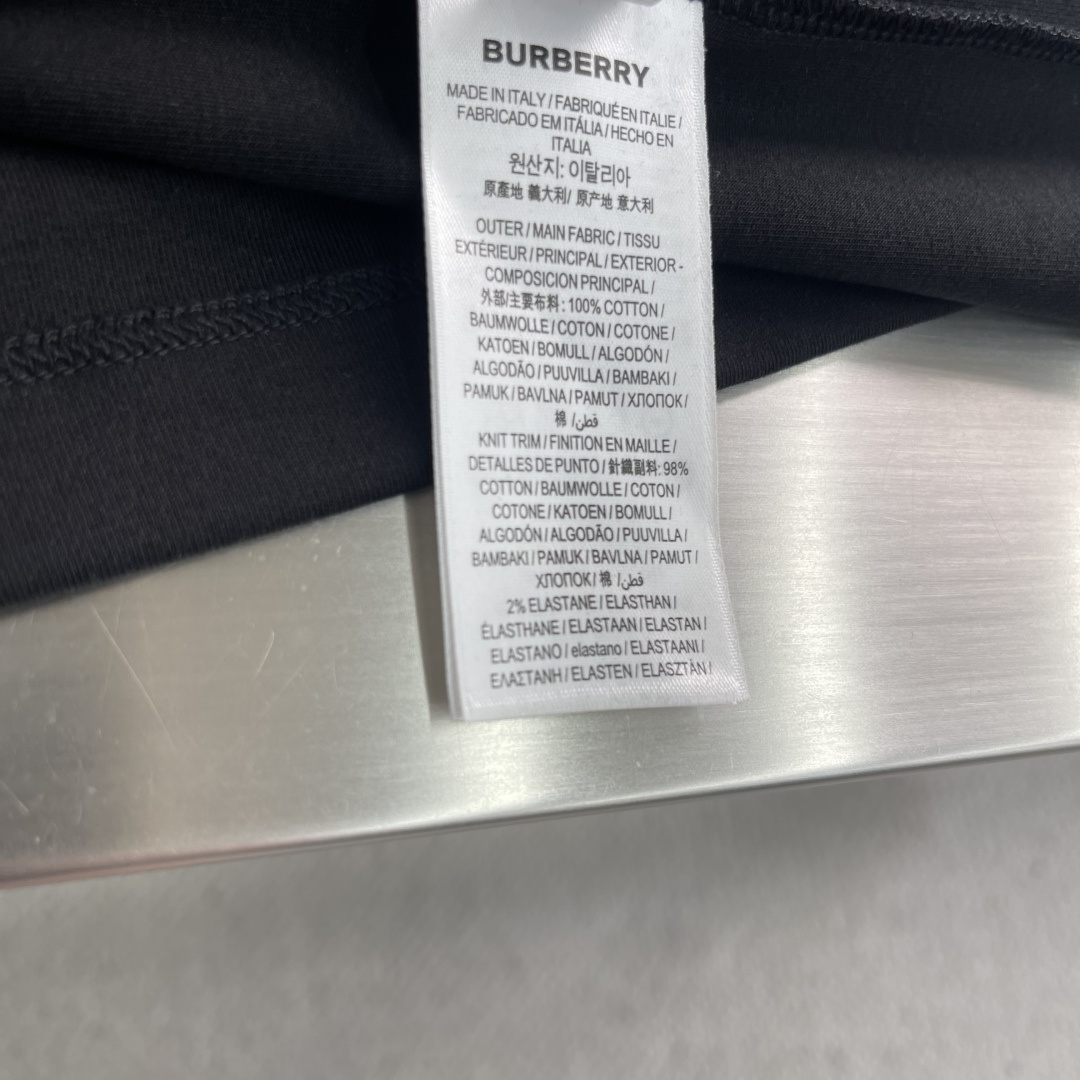 BURBERRY
MADE IN ITALY / FABRIQUÉ EN ITALIE /
FABRICADO EM ITÁLIA / HECHO EN
ITALIA
원산지: 이탈리아
原產地 義大利/ 原产地 意大利
OUTER / MAIN FABRIC / TISSU
EXTÉRIEUR / PRINCIPAL / EXTERIOR -
COMPOSICION PRINCIPAL /
外部/主要布料 : 100% COTTON /
BAUMWOLLE / COTON / COTONE /
KATOEN / BOMULL / ALGODÓN /
ALGODÃO / PUUVILLA / BAMBAKI /
PAMUK / BAVLNA / PAMUT / ХЛОПОК /
棉 / قطن
KNIT TRIM / FINITION EN MAILLE /
DETALLES DE PUNTO / 針織副料: 98%
COTTON / BAUMWOLLE / COTON /
COTONE / KATOEN / BOMULL /
ALGODÓN / ALGODÃO / PUUVILLA /
BAMBAKI / PAMUK / BAVLNA / PAMUT /
ХЛОПОК / 棉 / قطن
2% ELASTANE / ELASTHAN /
ÉLASTHANE / ELASTAAN / ELASTAN /
ELASTANO / elastano / ELASTAANI /
ΕΛΑΣΤΑΝΗ / ELASTEN / ELASZTÁN /